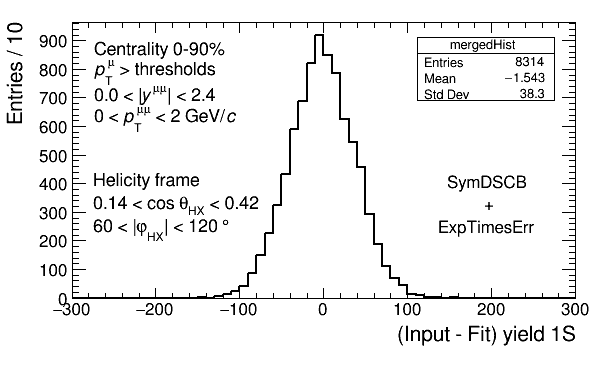 Entries / 10
900
800
700
600
500
400
300
200
100
0
Centrality 0-90%
p_T^μ > thresholds
0.0 < |y^μμ| < 2.4
0 < p_T^μμ < 2 GeV/c
Helicity frame
0.14 < cos θ_HX < 0.42
60 < |φ_HX| < 120 °
mergedHist
Entries 8314
Mean −1.543
Std Dev 38.3
SymDSCB
+
ExpTimesErr
−300 −200 −100 0 100 200 300
(Input - Fit) yield 1S